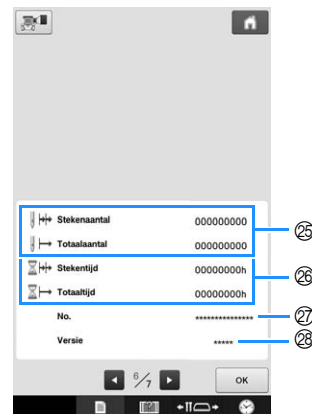 Stekenaantal 000000000 ㉕
Totaalaantal 000000000
Stekentijd 00000000h ㉖
Totaaltijd 00000000h
No. *************** ㉗
Versie ***** ㉘
6/7 OK